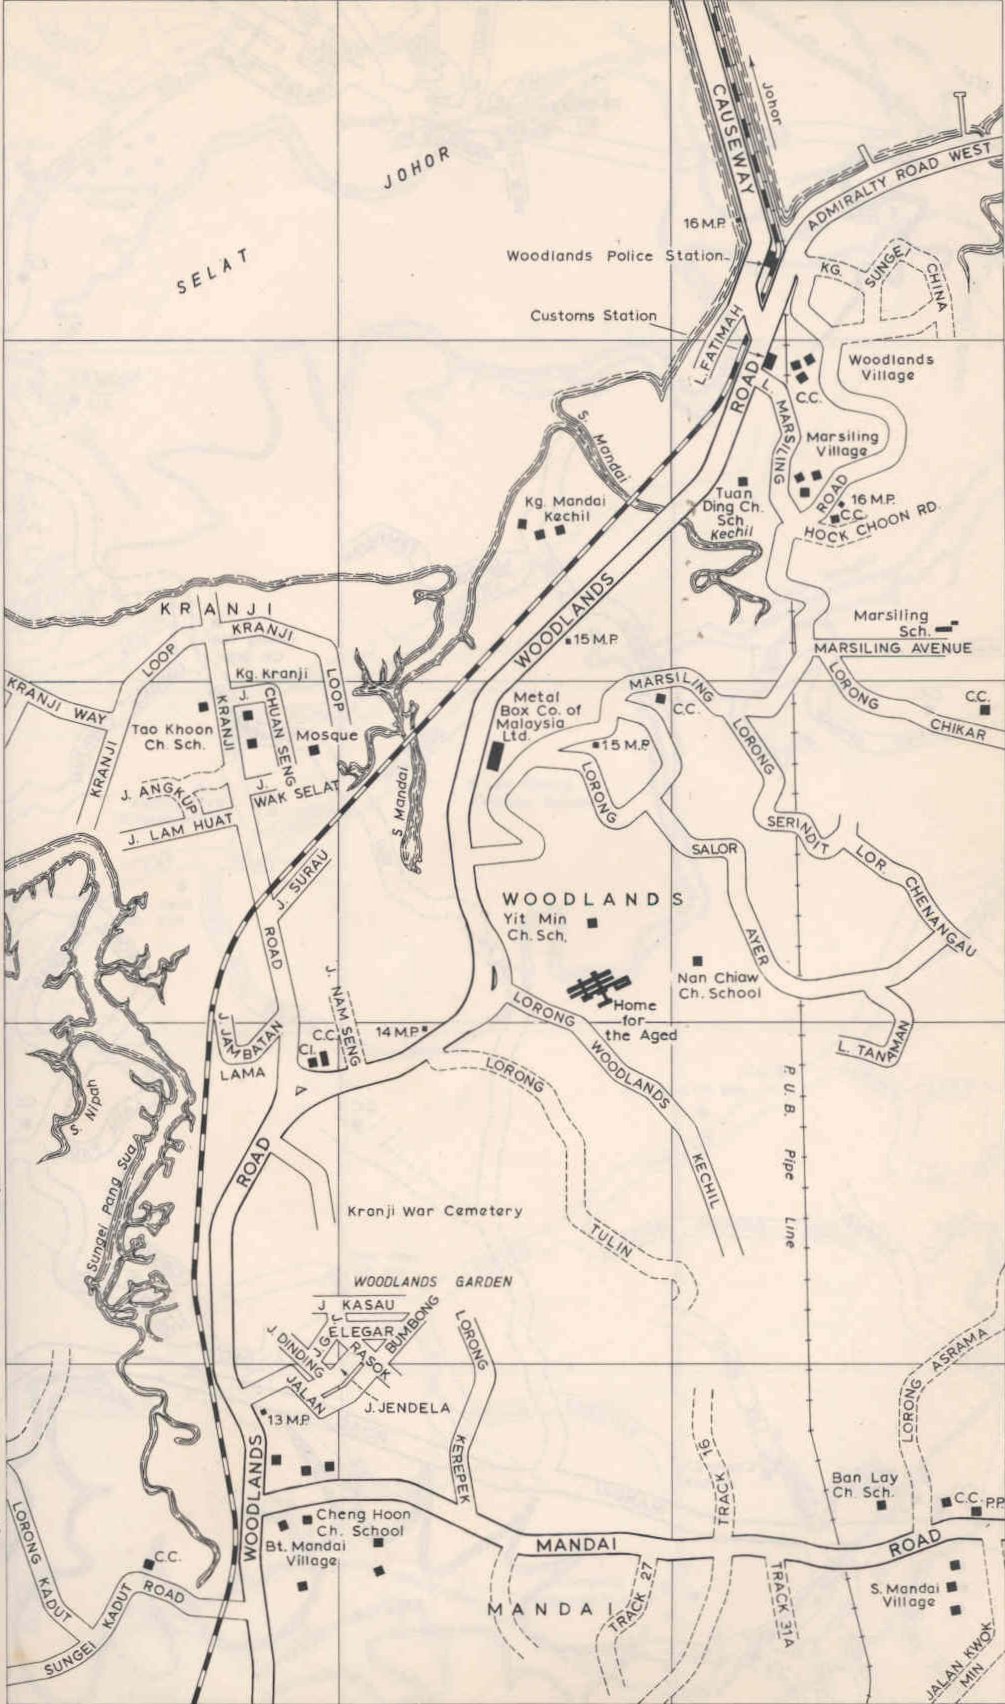 CAUSEWAY
Johor
ADMIRALTY ROAD WEST
JOHOR
SELAT
16 M.P.
Woodlands Police Station
KG. SUNGEI CHINA
Customs Station
L. FATIMAH
Woodlands
Village
ROAD
L. MARSILING
C.C.
Marsiling
Village
S. Mandai
Kg. Mandai
Kechil
Tuan
Ding Ch.
Sch.
Kechil
ROAD
16 M.P.
C.C.
HOCK CHOON RD.
KRANJI
KRANJI
LOOP
LOOP
WOODLANDS
15 M.P.
Marsiling
Sch.
MARSILING AVENUE
KRANJI WAY
Kg. Kranji
J. CHUAN SENG
KRANJI
Tao Khoon
Ch. Sch.
Mosque
KRANJI
J. ANGKUP
J. WAK SELAT
J. LAM HUAT
S. Mandai
Metal
Box Co. of
Malaysia
Ltd.
MARSILING
C.C.
15 M.P.
LORONG
CHIKAR
C.C.
LORONG
SERINDIT
LORONG
SALOR
AYER
LOR. CHENANGAU
J. SURAU
ROAD
WOODLANDS
Yit Min
Ch. Sch.
Nan Chiaw
Ch. School
Home
for
the Aged
J. NAM SENG
J. JAMBATAN
LAMA
C.C.
Cl.
14 M.P.
LORONG
WOODLANDS
KECHIL
L. TANAMAN
LORONG
TULIN
P.U.B. Pipe Line
S. Nipah
Sungei Pang Sua
ROAD
Kranji War Cemetery
WOODLANDS GARDEN
J. KASAU
J. GELEGAR
BUMBONG
J. DINDING
J. RASOK
JALAN
J. JENDELA
LORONG
KEREPEK
LORONG ASRAMA
13 M.P.
WOODLANDS
TRACK 16
Ban Lay
Ch. Sch.
C.C.
P.P.
Cheng Hoon
Ch. School
Bt. Mandai
Village
MANDAI
ROAD
LORONG KADUT
C.C.
SUNGEI KADUT ROAD
MANDAI
TRACK 27
TRACK 31A
S. Mandai
Village
JALAN KWOK
MIN